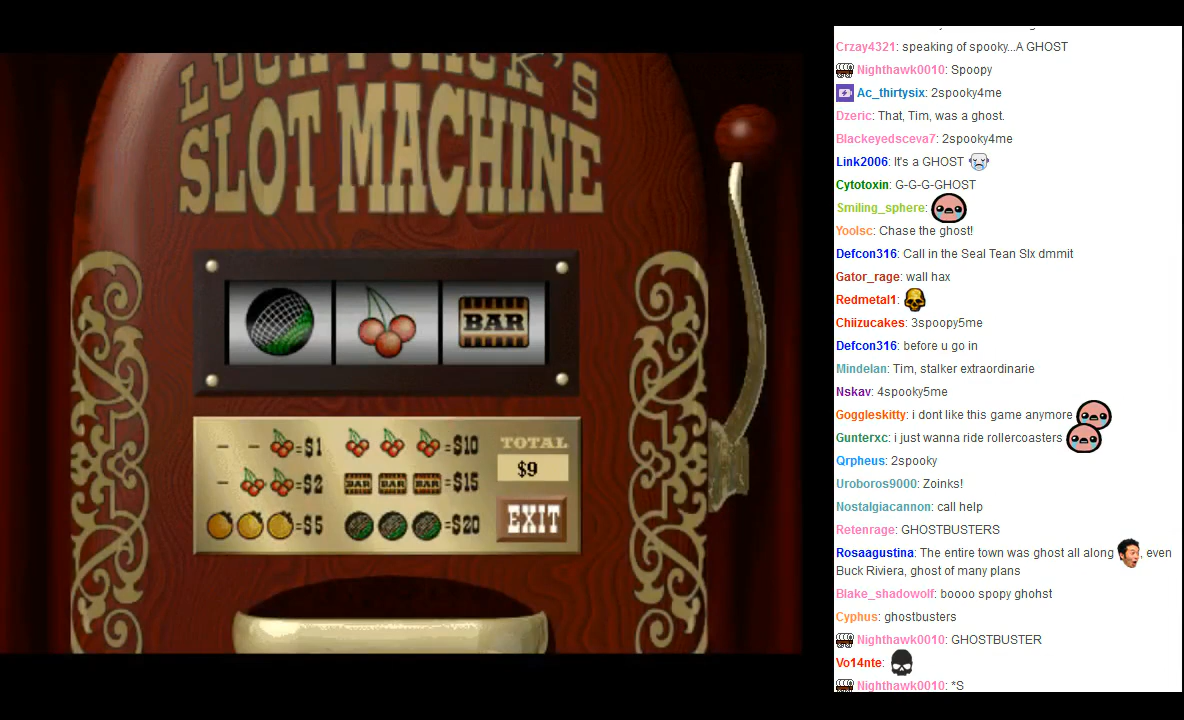 LUCKY JACK'S
SLOT MACHINE
BAR
- - =$1
=$10
TOTAL
$9
- =$2
BAR BAR BAR =$15
=$5
=$20
EXIT
Crzay4321: speaking of spooky...A GHOST
Nighthawk0010: Spoopy
Ac_thirtysix: 2spooky4me
Dzeric: That, Tim, was a ghost.
Blackeyedsceva7: 2spooky4me
Link2006: It's a GHOST
Cytotoxin: G-G-G-GHOST
Smiling_sphere:
Yoolsc: Chase the ghost!
Defcon316: Call in the Seal Tean SIx dmmit
Gator_rage: wall hax
Redmetal1:
Chiizucakes: 3spoopy5me
Defcon316: before u go in
Mindelan: Tim, stalker extraordinarie
Nskav: 4spooky5me
Goggleskitty: i dont like this game anymore
Gunterxc: i just wanna ride rollercoasters
Qrpheus: 2spooky
Uroboros9000: Zoinks!
Nostalgiacannon: call help
Retenrage: GHOSTBUSTERS
Rosaagustina: The entire town was ghost all along , even
Buck Riviera, ghost of many plans
Blake_shadowolf: boooo spopy ghohst
Cyphus: ghostbusters
Nighthawk0010: GHOSTBUSTER
Vo14nte:
Nighthawk0010: *S